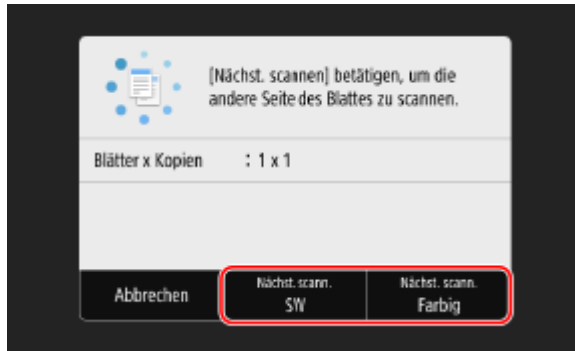 [Nächst. scannen] betätigen, um die
andere Seite des Blattes zu scannen.
Blätter x Kopien : 1 x 1
Abbrechen
Nächst. scann.
SW
Nächst. scann.
Farbig